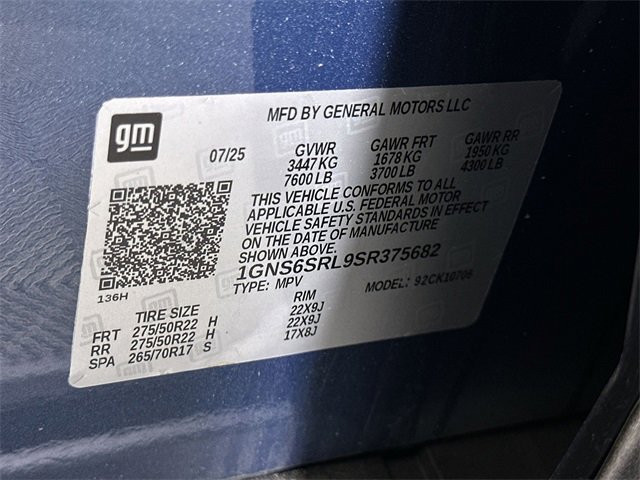 gm
MFD BY GENERAL MOTORS LLC
07/25 GVWR GAWR FRT GAWR RR
3447 KG 1678 KG 1950 KG
7600 LB 3700 LB 4300 LB
THIS VEHICLE CONFORMS TO ALL
APPLICABLE U.S. FEDERAL MOTOR
VEHICLE SAFETY STANDARDS IN EFFECT
ON THE DATE OF MANUFACTURE
SHOWN ABOVE.
1GNS6SRL9SR375682
TYPE: MPV MODEL: 92CK10706
136H
TIRE SIZE RIM
FRT 275/50R22 H 22X9J
RR 275/50R22 H 22X9J
SPA 265/70R17 S 17X8J